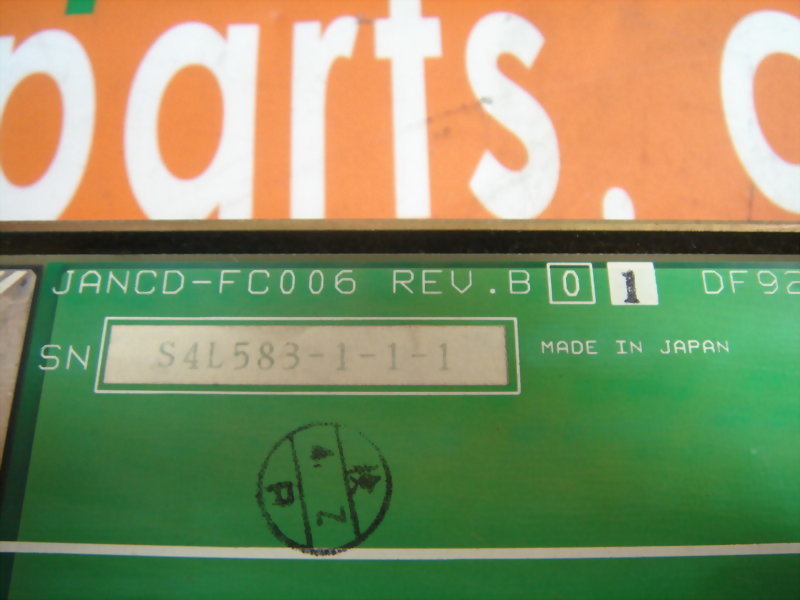 parts.
JANCD-FC006 REV.B 0 1 DF92
SN S4L583-1-1-1
MADE IN JAPAN